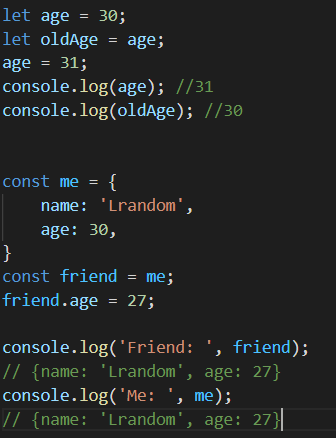 let age = 30;
let oldAge = age;
age = 31;
console.log(age); //31
console.log(oldAge); //30
const me = {
    name: 'Lrandom',
    age: 30,
}
const friend = me;
friend.age = 27;
console.log('Friend: ', friend);
// {name: 'Lrandom', age: 27}
console.log('Me: ', me);
// {name: 'Lrandom', age: 27}